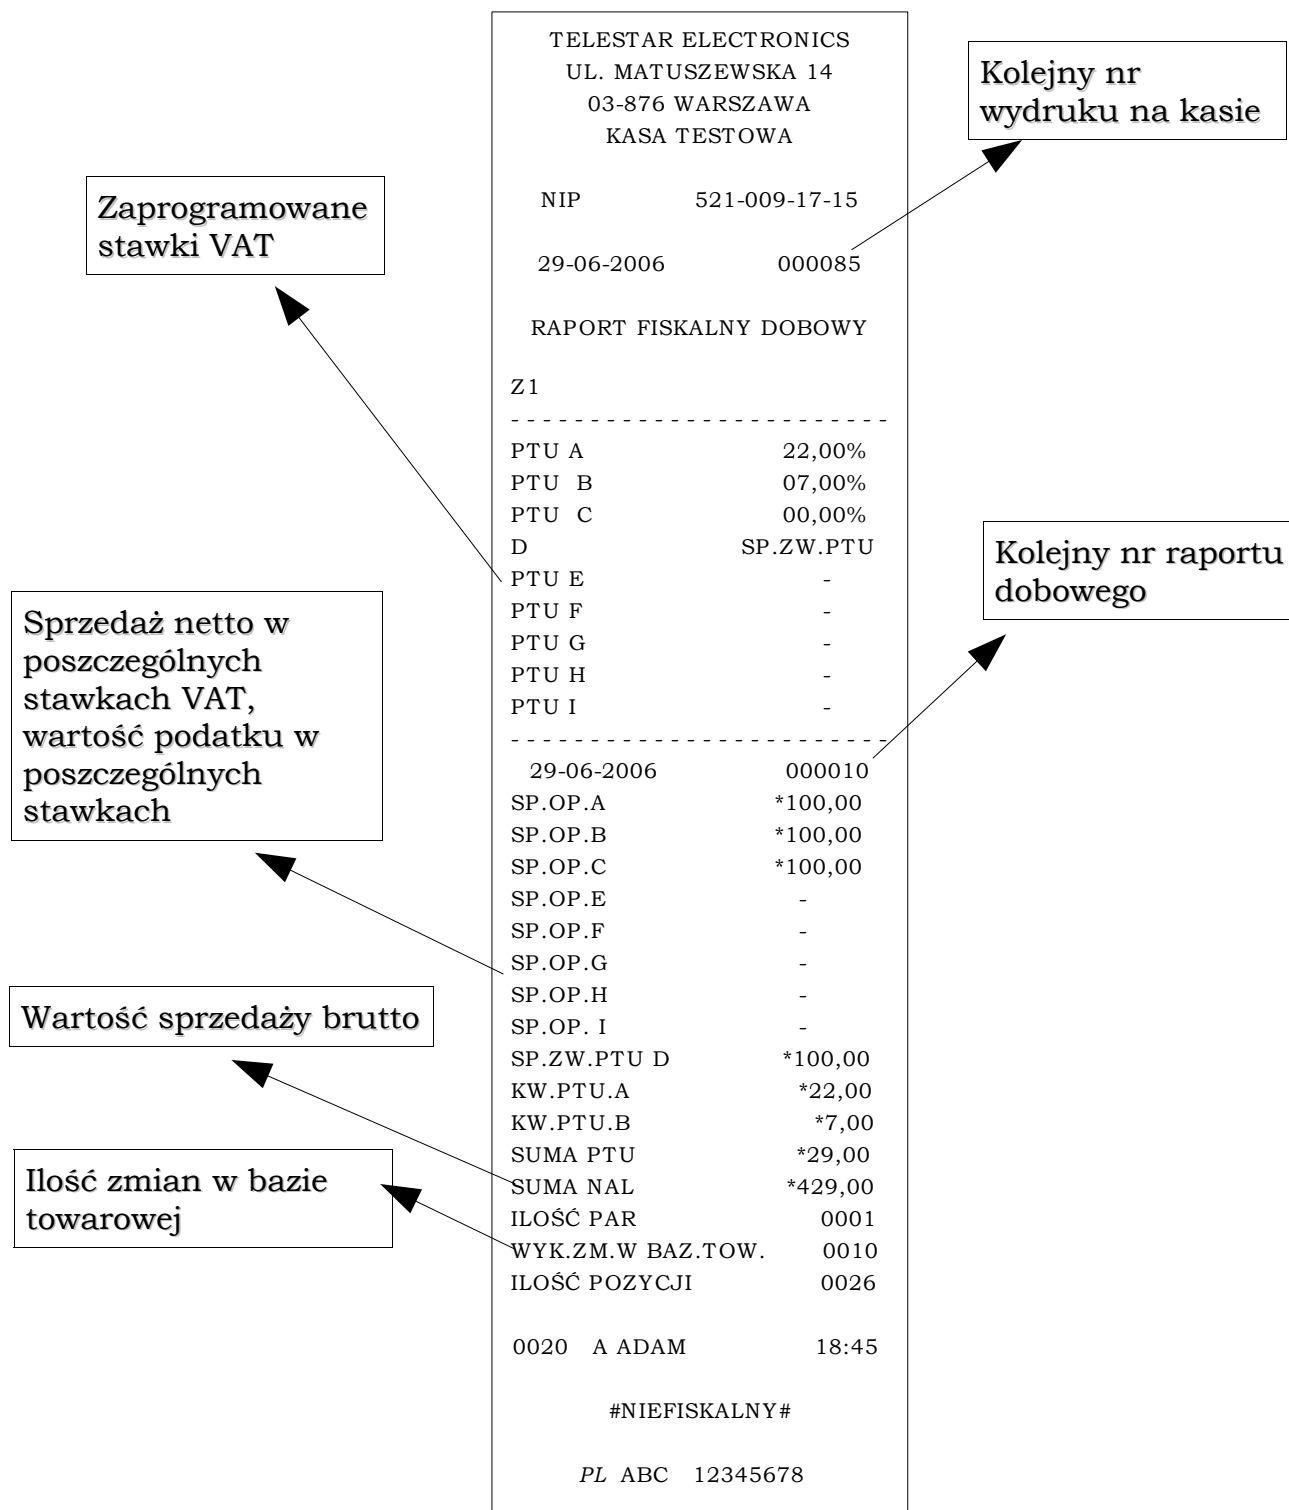 TELESTAR ELECTRONICS
UL. MATUSZEWSKA 14
03-876 WARSZAWA
KASA TESTOWA
NIP 521-009-17-15
29-06-2006 000085
RAPORT FISKALNY DOBOWY
Z1
- - - - - - - - - - - - - - - - - - - - - - - -
PTU A 22,00%
PTU B 07,00%
PTU C 00,00%
D SP.ZW.PTU
PTU E -
PTU F -
PTU G -
PTU H -
PTU I -
- - - - - - - - - - - - - - - - - - - - - - - -
29-06-2006 000010
SP.OP.A *100,00
SP.OP.B *100,00
SP.OP.C *100,00
SP.OP.E -
SP.OP.F -
SP.OP.G -
SP.OP.H -
SP.OP. I -
SP.ZW.PTU D *100,00
KW.PTU.A *22,00
KW.PTU.B *7,00
SUMA PTU *29,00
SUMA NAL *429,00
ILOŚĆ PAR 0001
WYK.ZM.W BAZ.TOW. 0010
ILOŚĆ POZYCJI 0026
0020 A ADAM 18:45
#NIEFISKALNY#
PL ABC 12345678
Kolejny nr
wydruku na kasie
Zaprogramowane
stawki VAT
Kolejny nr raportu
dobowego
Sprzedaż netto w
poszczególnych
stawkach VAT,
wartość podatku w
poszczególnych
stawkach
Wartość sprzedaży brutto
Ilość zmian w bazie
towarowej